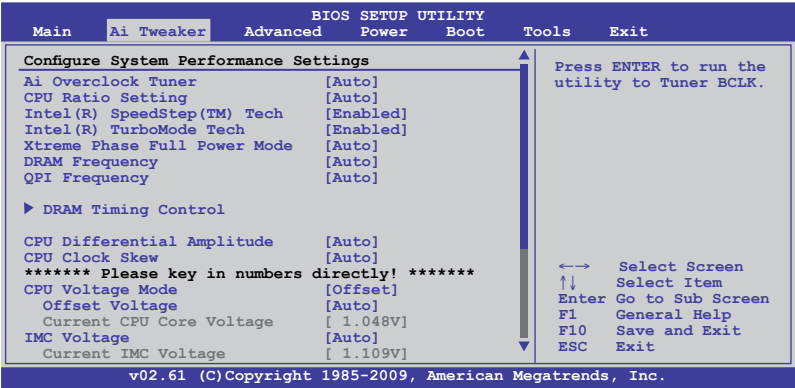 BIOS SETUP UTILITY
Main Ai Tweaker Advanced Power Boot Tools Exit
Configure System Performance Settings
Ai Overclock Tuner [Auto]
CPU Ratio Setting [Auto]
Intel(R) SpeedStep(TM) Tech [Enabled]
Intel(R) TurboMode Tech [Enabled]
Xtreme Phase Full Power Mode [Auto]
DRAM Frequency [Auto]
QPI Frequency [Auto]
DRAM Timing Control
CPU Differential Amplitude [Auto]
CPU Clock Skew [Auto]
******* Please key in numbers directly! *******
CPU Voltage Mode [Offset]
Offset Voltage [Auto]
Current CPU Core Voltage [ 1.048V]
IMC Voltage [Auto]
Current IMC Voltage [ 1.109V]
Press ENTER to run the
utility to Tuner BCLK.
←→ Select Screen
↑↓ Select Item
Enter Go to Sub Screen
F1 General Help
F10 Save and Exit
ESC Exit
v02.61 (C)Copyright 1985-2009, American Megatrends, Inc.